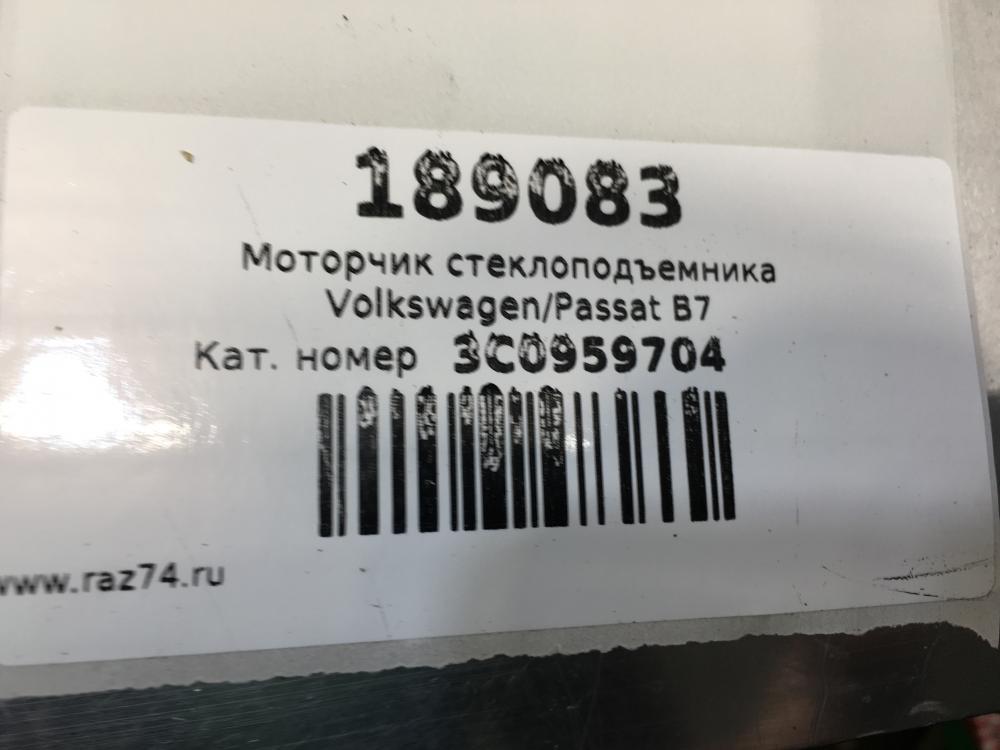 189083
Моторчик стеклоподъемника
Volkswagen/Passat B7
Кат. номер 3C0959704
www.raz74.ru